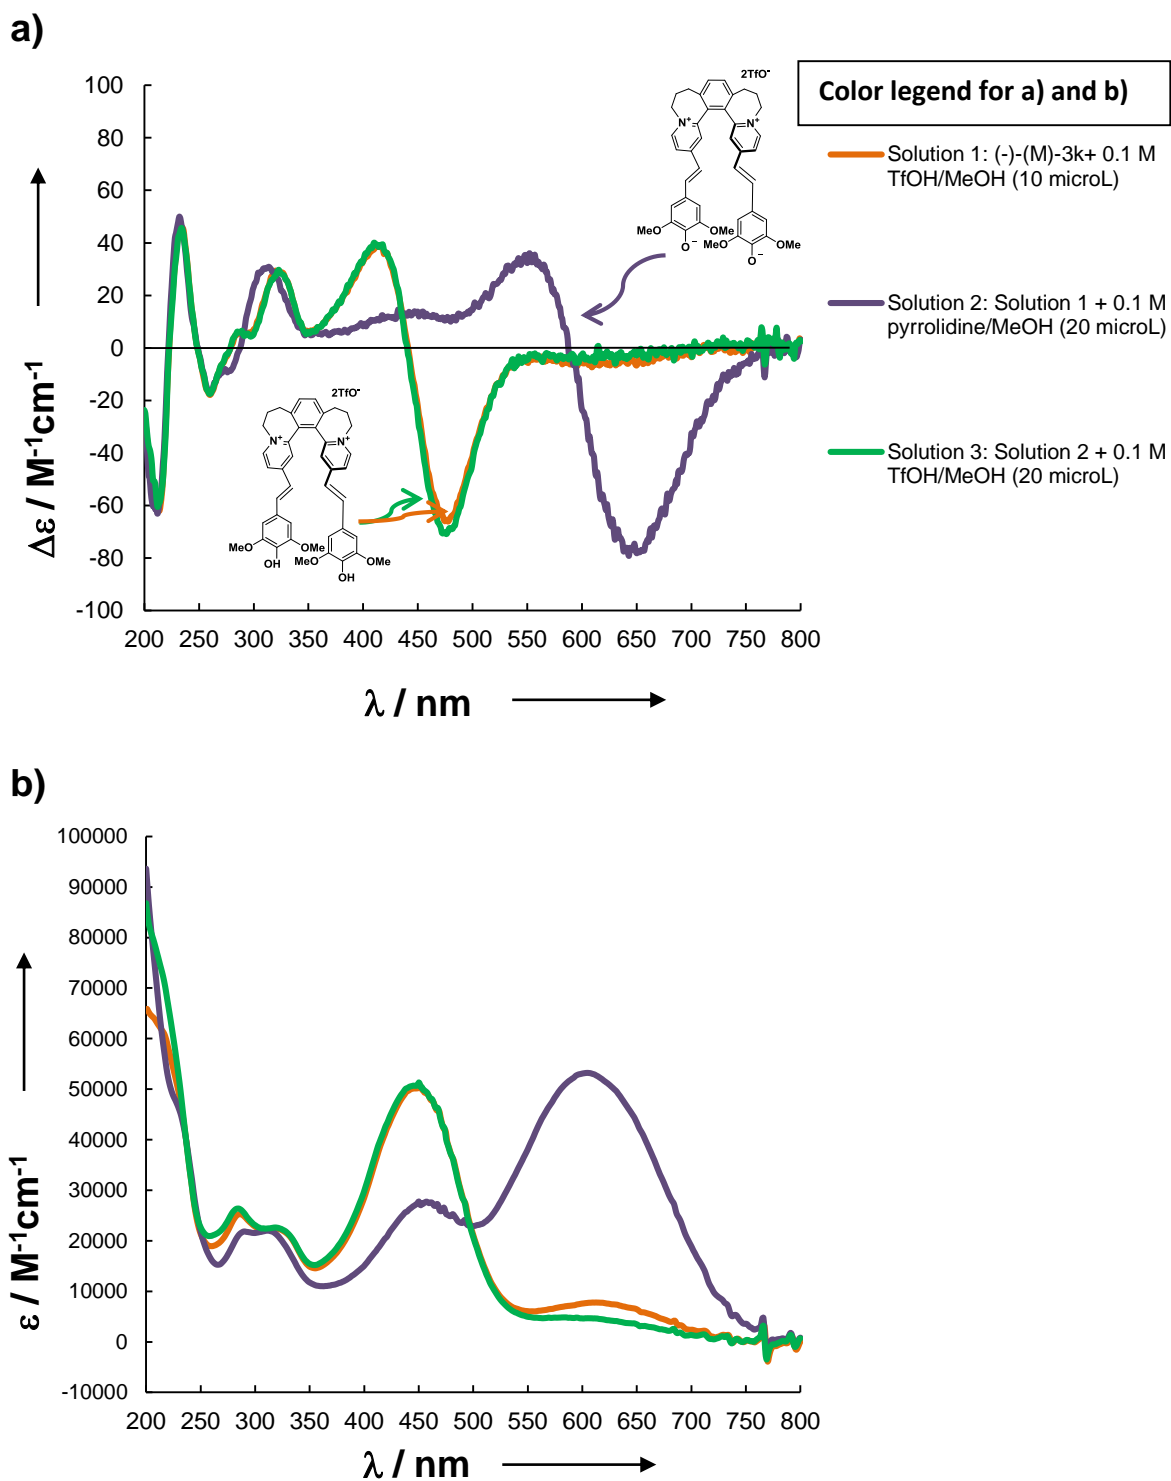 a)
Color legend for a) and b)
Solution 1: (-)-(M)-3k+ 0.1 M
TfOH/MeOH (10 microL)
Solution 2: Solution 1 + 0.1 M
pyrrolidine/MeOH (20 microL)
Solution 3: Solution 2 + 0.1 M
TfOH/MeOH (20 microL)
Δε / M⁻¹cm⁻¹
100
80
60
40
20
0
-20
-40
-60
-80
-100
2TfO⁻
N⁺ N⁺
MeO OMe MeO OMe
O⁻ O⁻
2TfO⁻
N⁺ N⁺
MeO OMe MeO OMe
OH OH
200 250 300 350 400 450 500 550 600 650 700 750 800
λ / nm
b)
ε / M⁻¹cm⁻¹
100000
90000
80000
70000
60000
50000
40000
30000
20000
10000
0
-10000
200 250 300 350 400 450 500 550 600 650 700 750 800
λ / nm